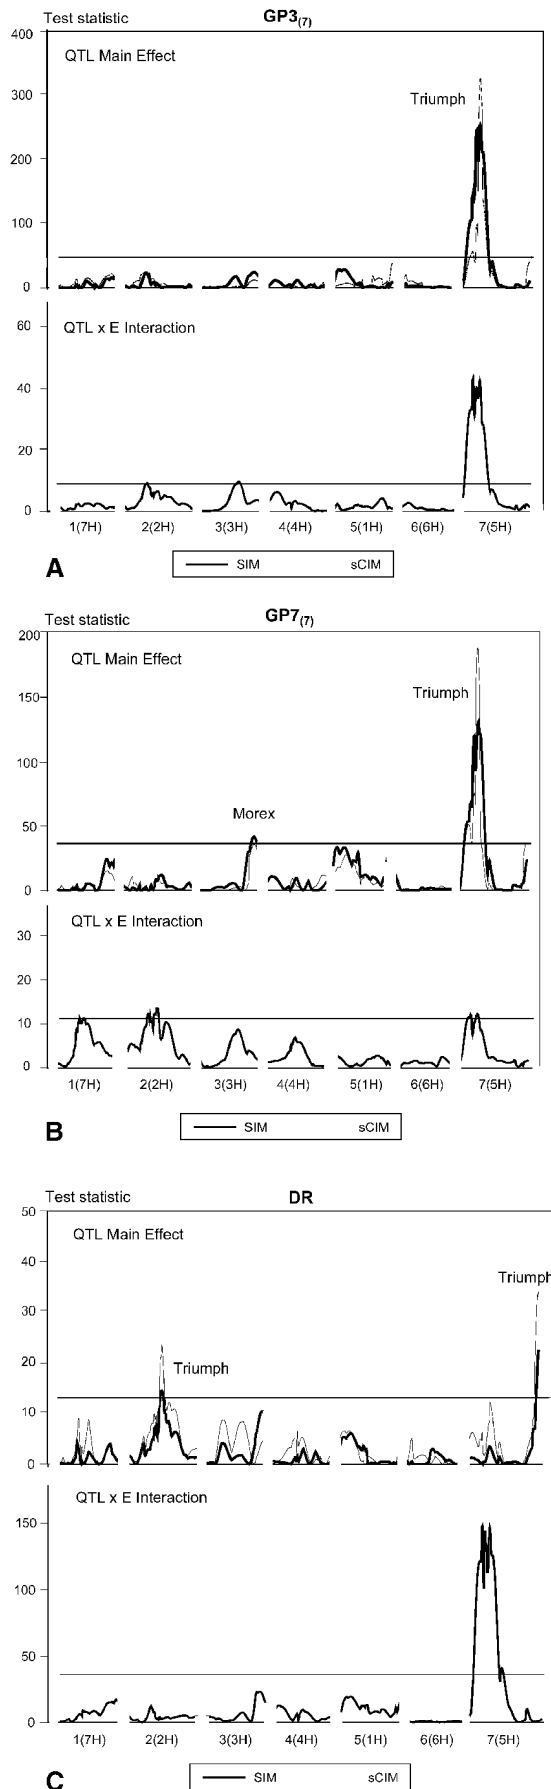 Test statistic GP3(7)
400
QTL Main Effect
Triumph
300
200
100
0
60
QTL x E Interaction
40
20
0
1(7H) 2(2H) 3(3H) 4(4H) 5(1H) 6(6H) 7(5H)
A SIM sCIM
Test statistic GP7(7)
200
QTL Main Effect
Triumph
150
100
Morex
50
0
QTL x E Interaction
30
20
10
0
1(7H) 2(2H) 3(3H) 4(4H) 5(1H) 6(6H) 7(5H)
B SIM sCIM
Test statistic DR
50
QTL Main Effect
40
Triumph
30
Triumph
20
10
0
QTL x E Interaction
150
100
50
0
1(7H) 2(2H) 3(3H) 4(4H) 5(1H) 6(6H) 7(5H)
C SIM sCIM